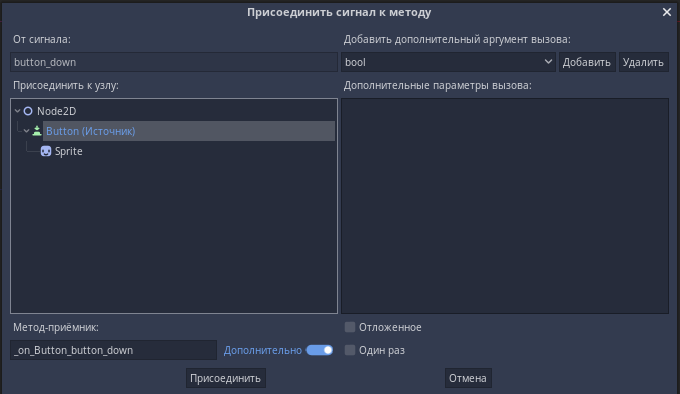 Присоединить сигнал к методу
От сигнала:
Добавить дополнительный аргумент вызова:
button_down
bool
Добавить
Удалить
Присоединить к узлу:
Дополнительные параметры вызова:
Node2D
Button (Источник)
Sprite
Метод-приёмник:
Отложенное
_on_Button_button_down
Дополнительно
Один раз
Присоединить
Отмена